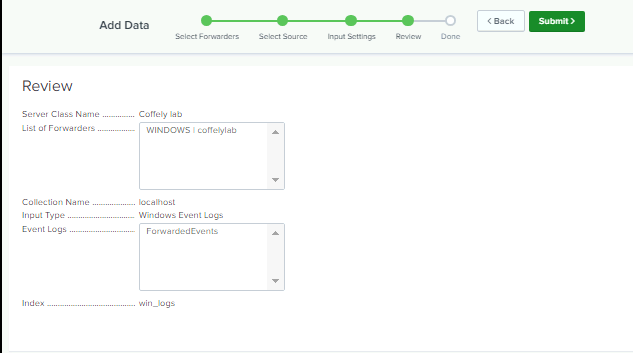 Add Data
Select Forwarders
Select Source
Input Settings
Review
Done
< Back
Submit >
Review
Server Class Name .............. Coffely lab
List of Forwarders ................ WINDOWS | coffelylab
Collection Name .................. localhost
Input Type ............................ Windows Event Logs
Event Logs ........................... ForwardedEvents
Index ..................................... win_logs